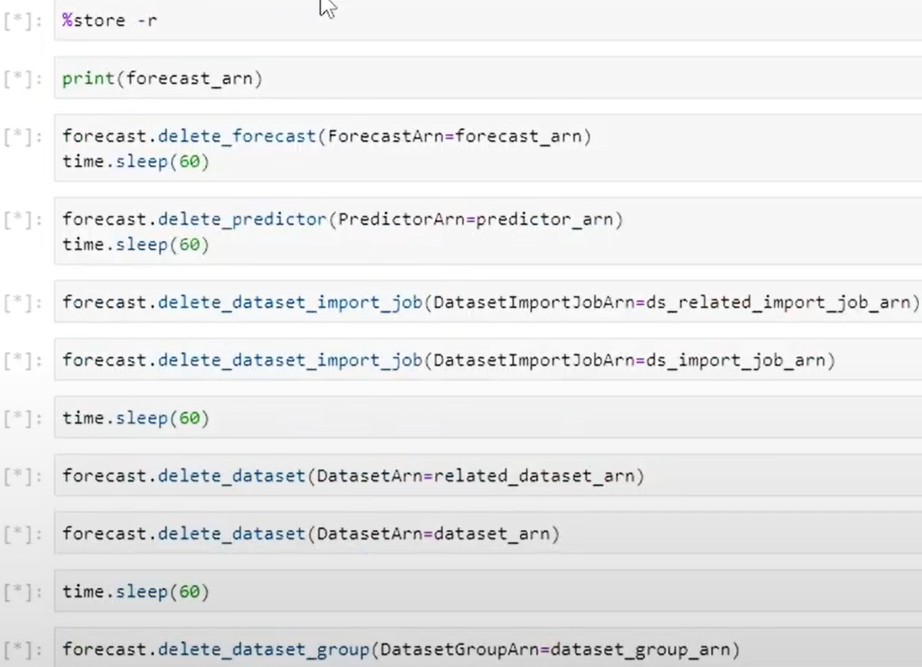 [*]: %store -r
[*]: print(forecast_arn)
[*]: forecast.delete_forecast(ForecastArn=forecast_arn)
time.sleep(60)
[*]: forecast.delete_predictor(PredictorArn=predictor_arn)
time.sleep(60)
[*]: forecast.delete_dataset_import_job(DatasetImportJobArn=ds_related_import_job_arn)
[*]: forecast.delete_dataset_import_job(DatasetImportJobArn=ds_import_job_arn)
[*]: time.sleep(60)
[*]: forecast.delete_dataset(DatasetArn=related_dataset_arn)
[*]: forecast.delete_dataset(DatasetArn=dataset_arn)
[*]: time.sleep(60)
[*]: forecast.delete_dataset_group(DatasetGroupArn=dataset_group_arn)